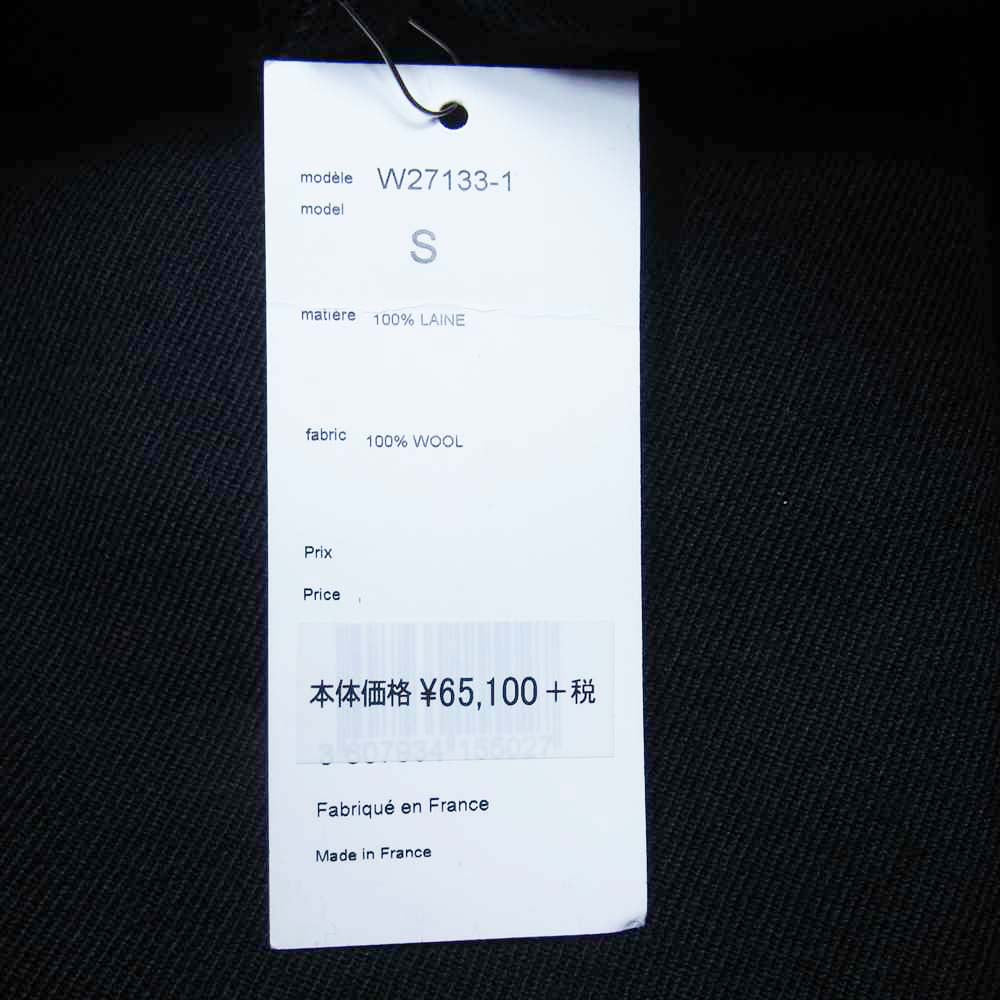 modèle W27133-1
model
S
matière 100% LAINE
fabric 100% WOOL
Prix
Price
本体価格 ¥65,100+税
Fabriqué en France
Made in France